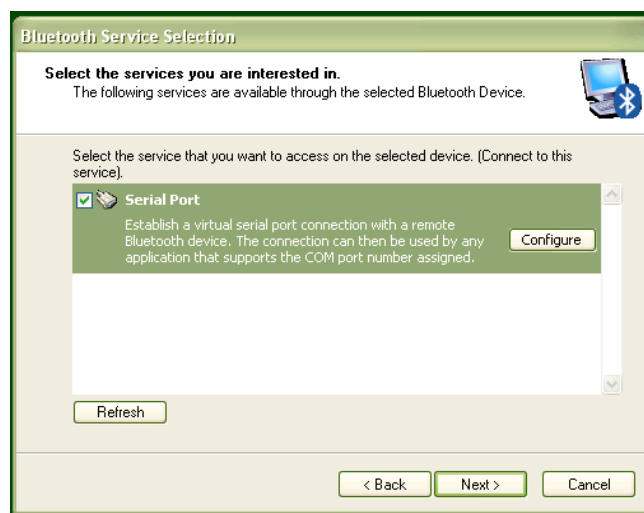 Bluetooth Service Selection
Select the services you are interested in.
The following services are available through the selected Bluetooth Device.
Select the service that you want to access on the selected device. (Connect to this
service).
Serial Port
Establish a virtual serial port connection with a remote
Bluetooth device. The connection can then be used by any
application that supports the COM port number assigned.
Configure
Refresh
< Back
Next >
Cancel